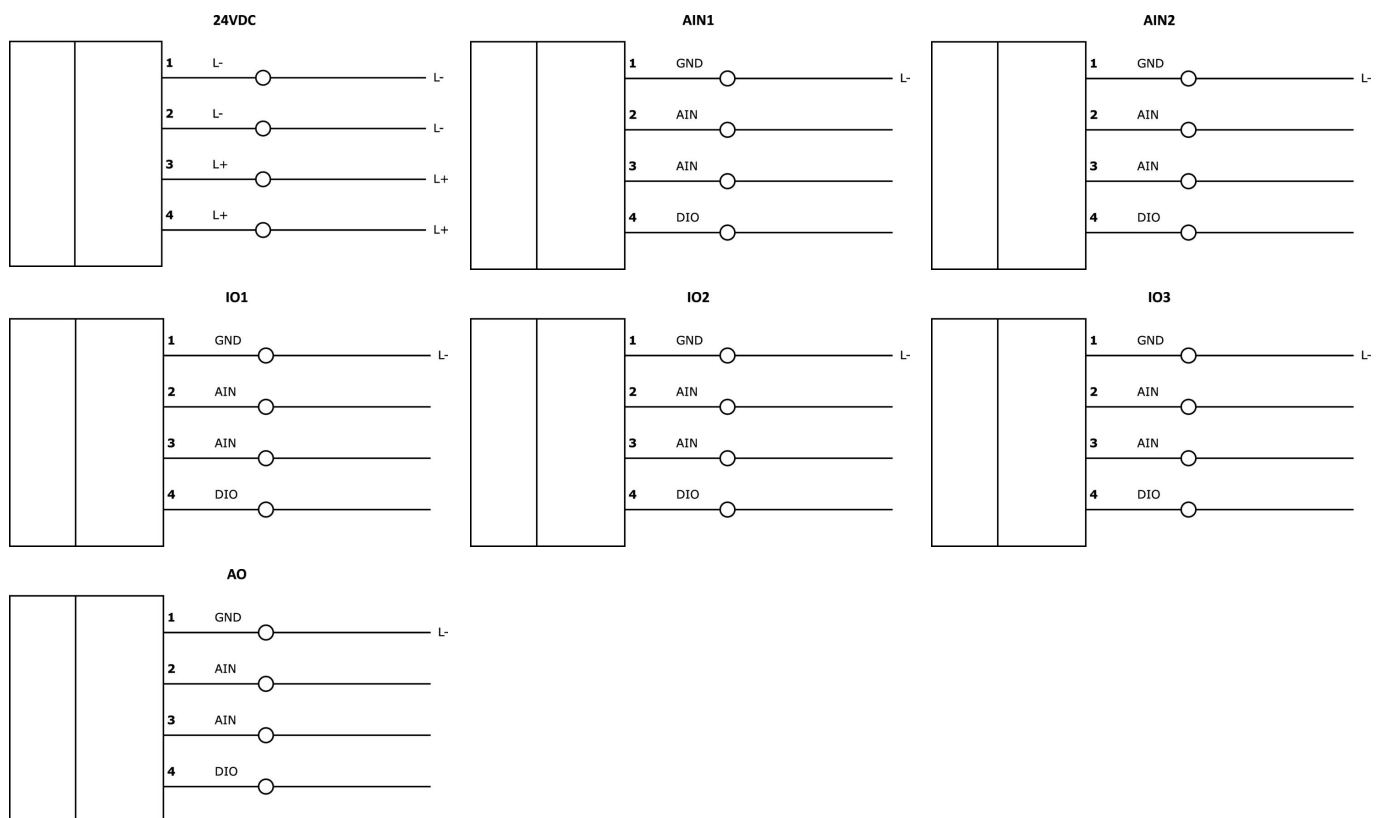 24VDC
1 L- L-
2 L- L-
3 L+ L+
4 L+ L+
AIN1
1 GND L-
2 AIN
3 AIN
4 DIO
AIN2
1 GND L-
2 AIN
3 AIN
4 DIO
IO1
1 GND L-
2 AIN
3 AIN
4 DIO
IO2
1 GND L-
2 AIN
3 AIN
4 DIO
IO3
1 GND L-
2 AIN
3 AIN
4 DIO
AO
1 GND L-
2 AIN
3 AIN
4 DIO